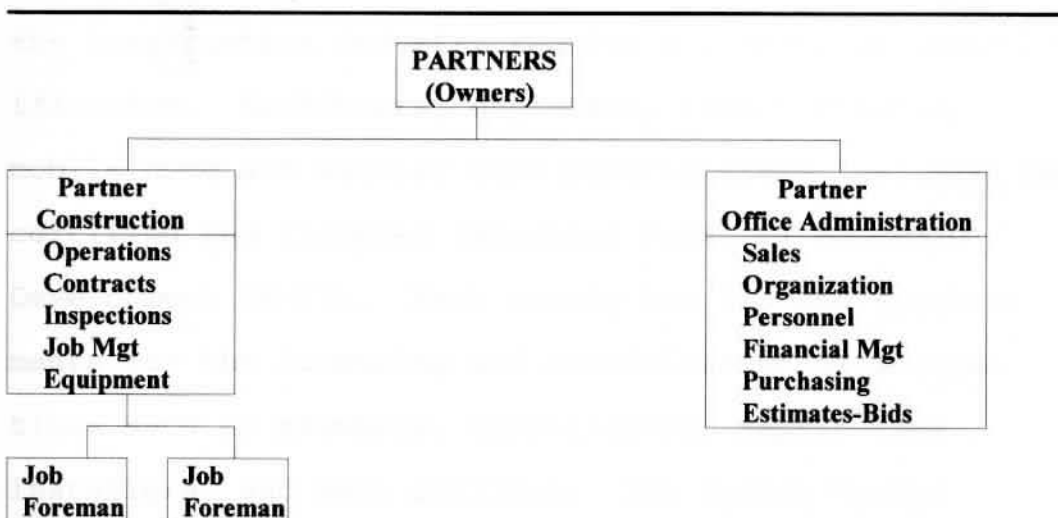 PARTNERS
(Owners)
Partner
Construction
Operations
Contracts
Inspections
Job Mgt
Equipment
Partner
Office Administration
Sales
Organization
Personnel
Financial Mgt
Purchasing
Estimates-Bids
Job
Foreman
Job
Foreman